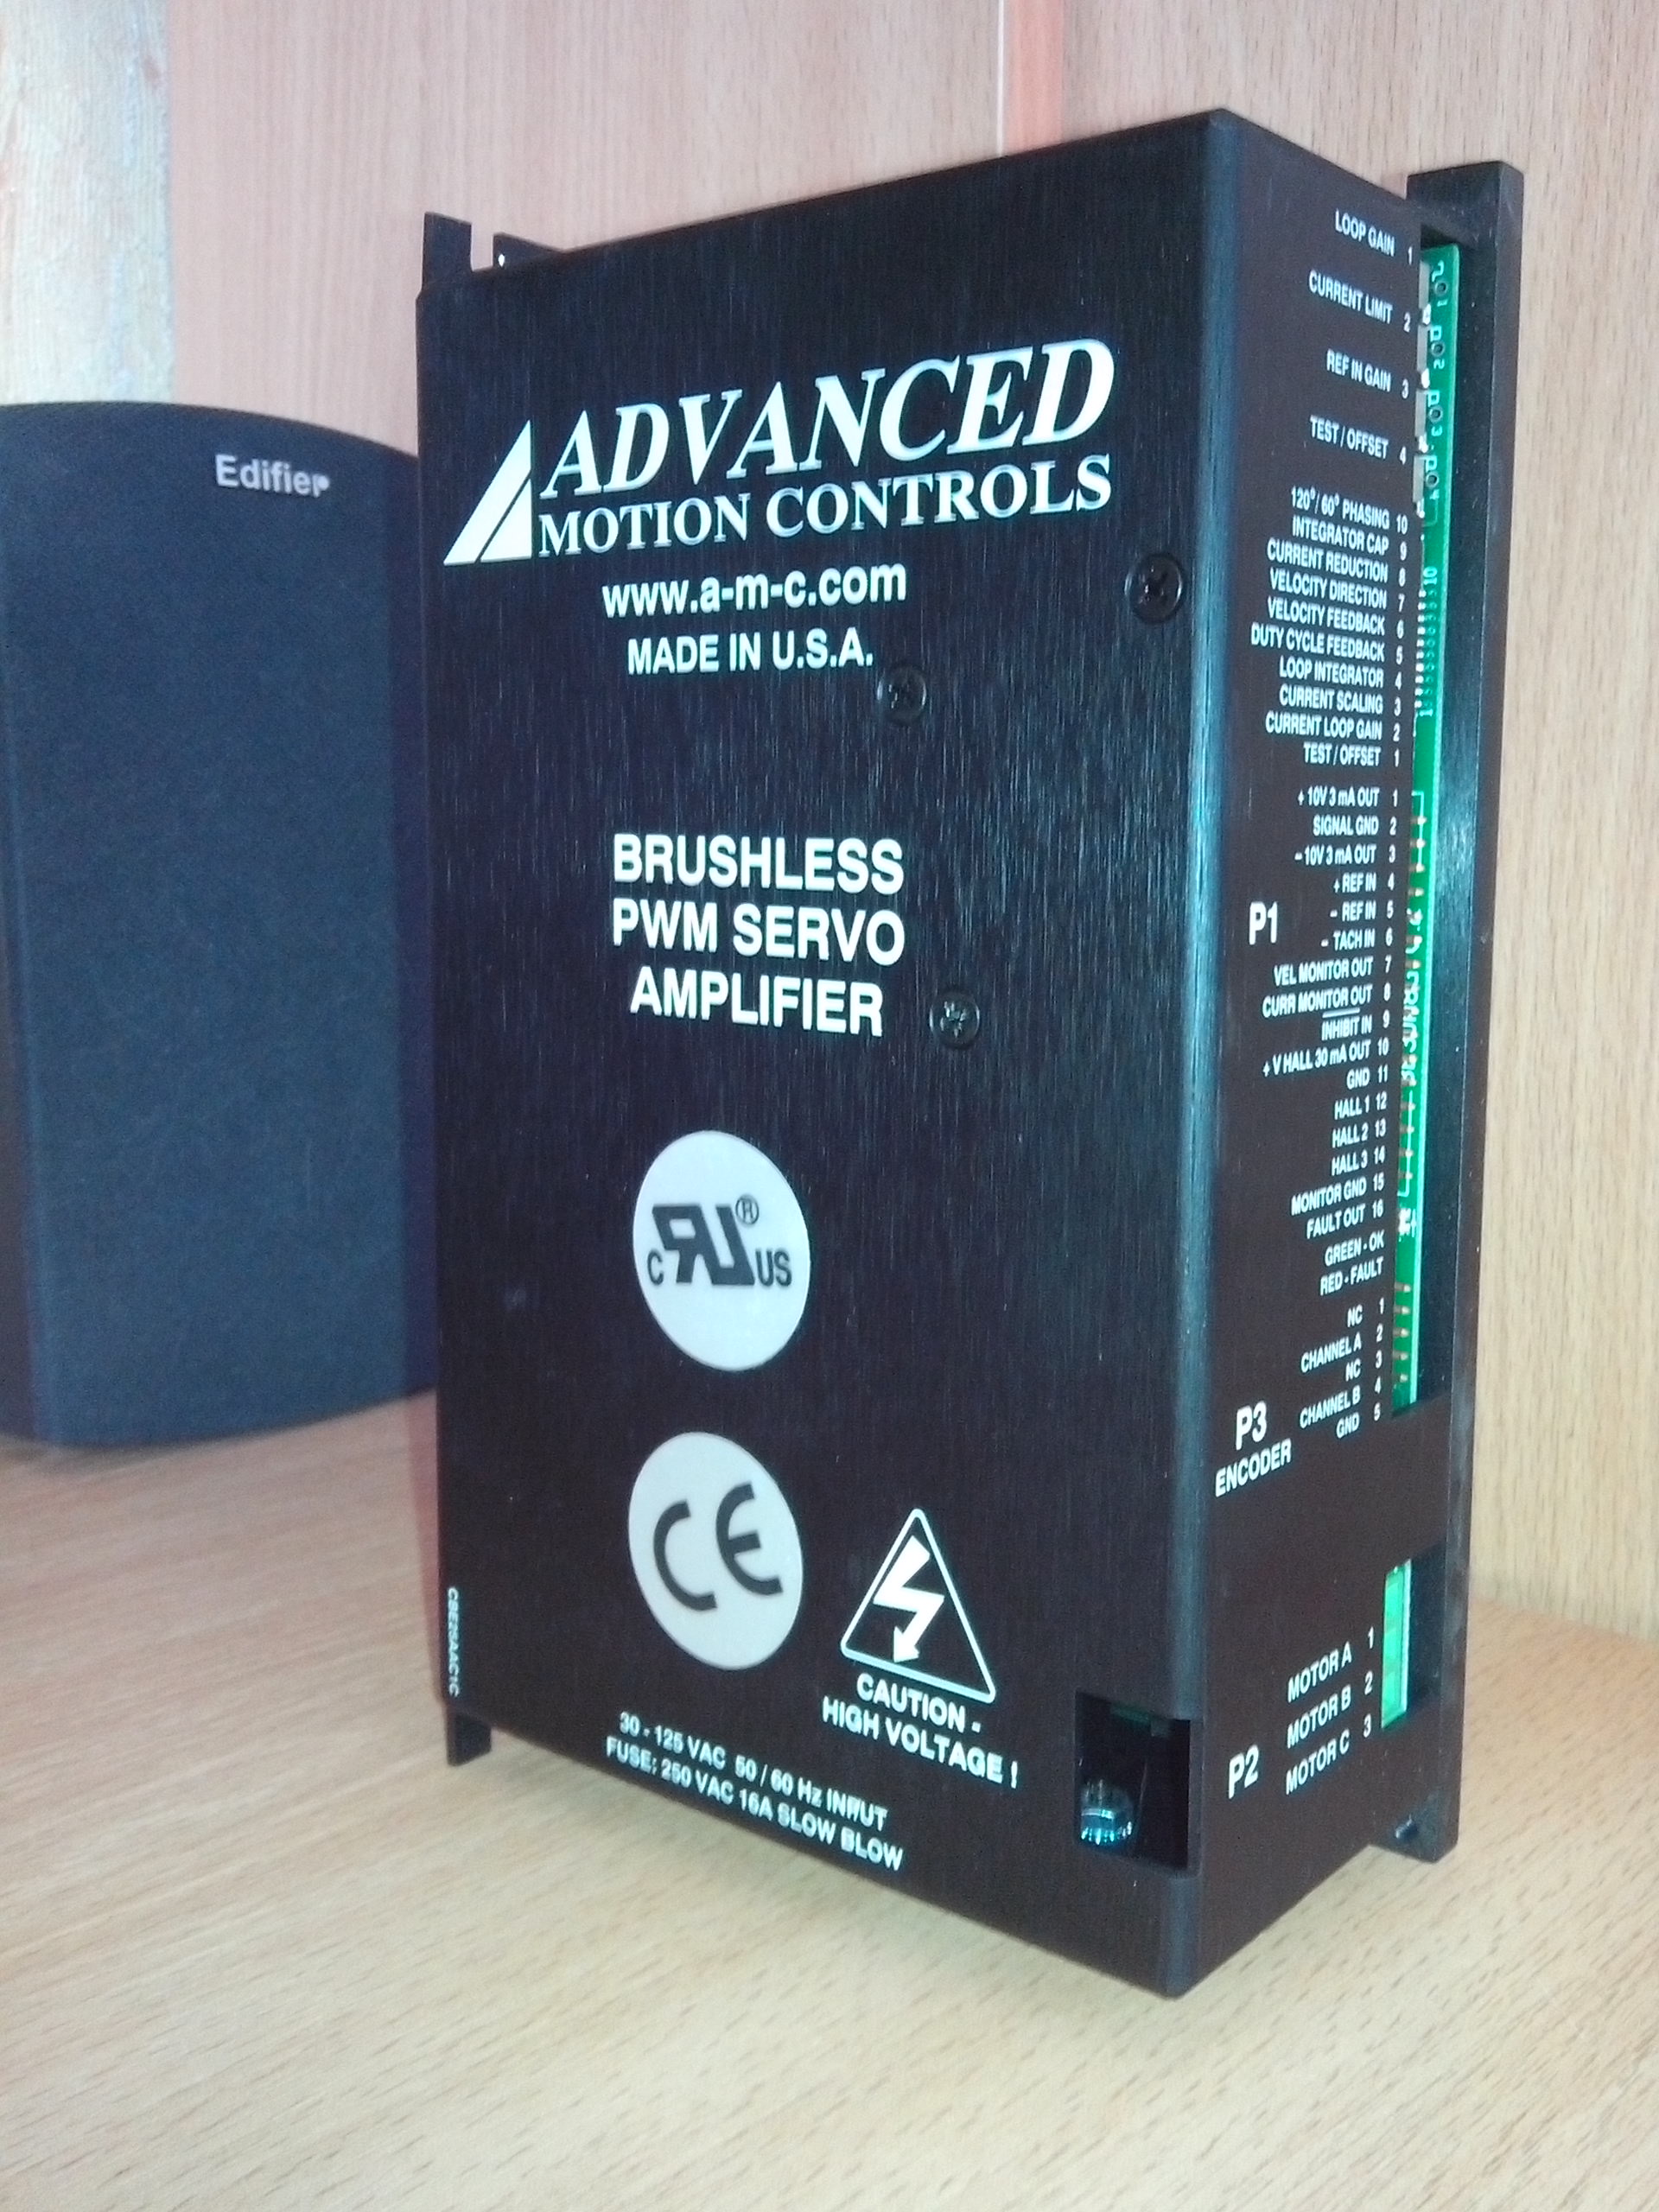 Edifier
ADVANCED
MOTION CONTROLS
www.a-m-c.com
MADE IN U.S.A.
BRUSHLESS
PWM SERVO
AMPLIFIER
c RU ® US
CE
CAUTION -
HIGH VOLTAGE !
30 - 125 VAC 50 / 60 Hz INPUT
FUSE: 250 VAC 16A SLOW BLOW
LOOP GAIN 1
CURRENT LIMIT 2
REF IN GAIN 3
TEST / OFFSET 4
120° / 60° PHASING 10
INTEGRATOR CAP 9
CURRENT REDUCTION 8
VELOCITY DIRECTION 7
VELOCITY FEEDBACK 6
DUTY CYCLE FEEDBACK 5
LOOP INTEGRATOR 4
CURRENT SCALING 3
CURRENT LOOP GAIN 2
TEST / OFFSET 1
P1
+ 10V 3 mA OUT 1
SIGNAL GND 2
- 10V 3 mA OUT 3
+ REF IN 4
- REF IN 5
- TACH IN 6
VEL MONITOR OUT 7
CURR MONITOR OUT 8
INHIBIT IN 9
+ V HALL 30 mA OUT 10
GND 11
HALL 1 12
HALL 2 13
HALL 3 14
MONITOR GND 15
FAULT OUT 16
GREEN - OK
RED - FAULT
P3
ENCODER
NC 1
CHANNEL A 2
NC 3
CHANNEL B 4
GND 5
P2
MOTOR A 1
MOTOR B 2
MOTOR C 3